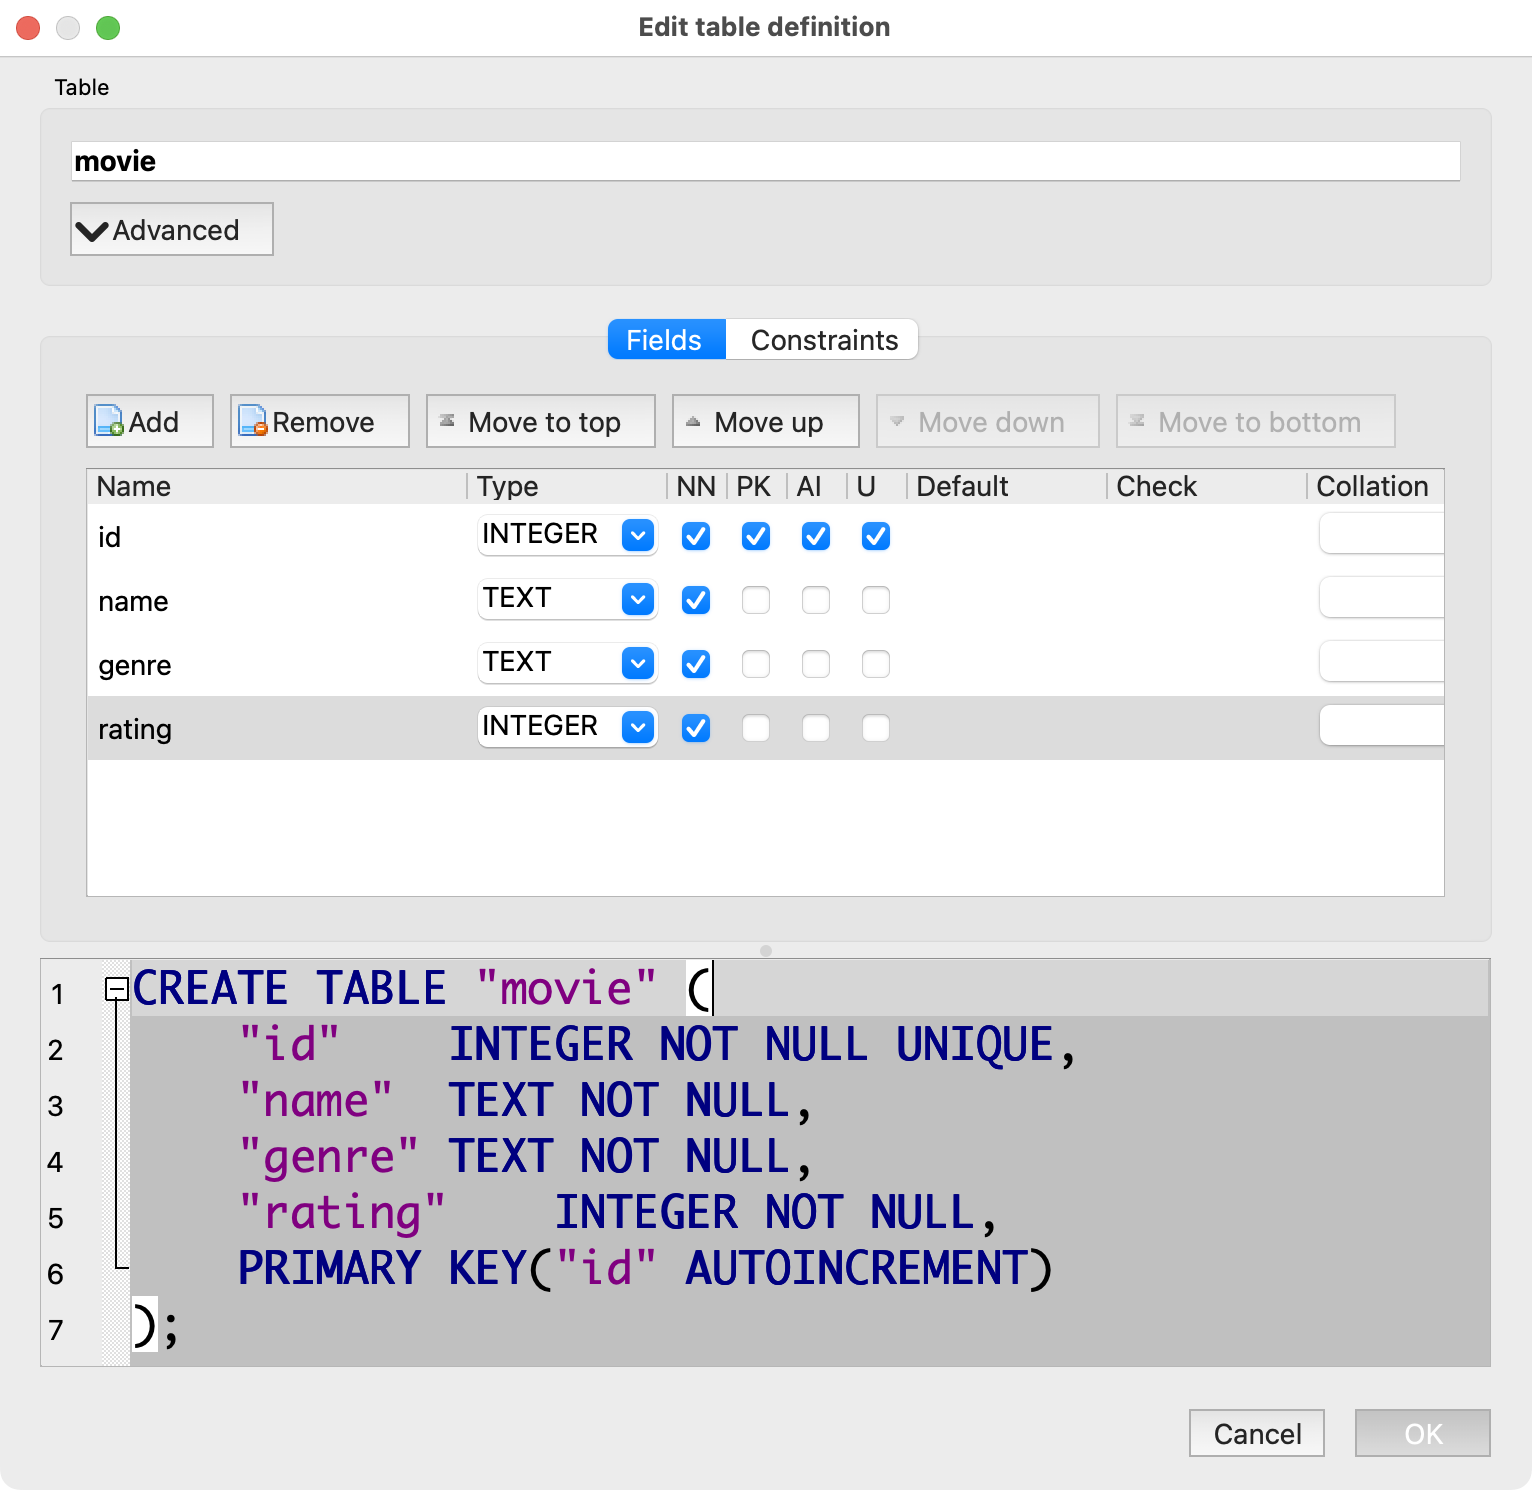 Edit table definition
Table
movie
Advanced
Fields Constraints
Add Remove Move to top Move up Move down Move to bottom
Name Type NN PK AI U Default Check Collation
id INTEGER
name TEXT
genre TEXT
rating INTEGER
1 CREATE TABLE "movie" (
2 "id" INTEGER NOT NULL UNIQUE,
3 "name" TEXT NOT NULL,
4 "genre" TEXT NOT NULL,
5 "rating" INTEGER NOT NULL,
6 PRIMARY KEY("id" AUTOINCREMENT)
7 );
Cancel OK